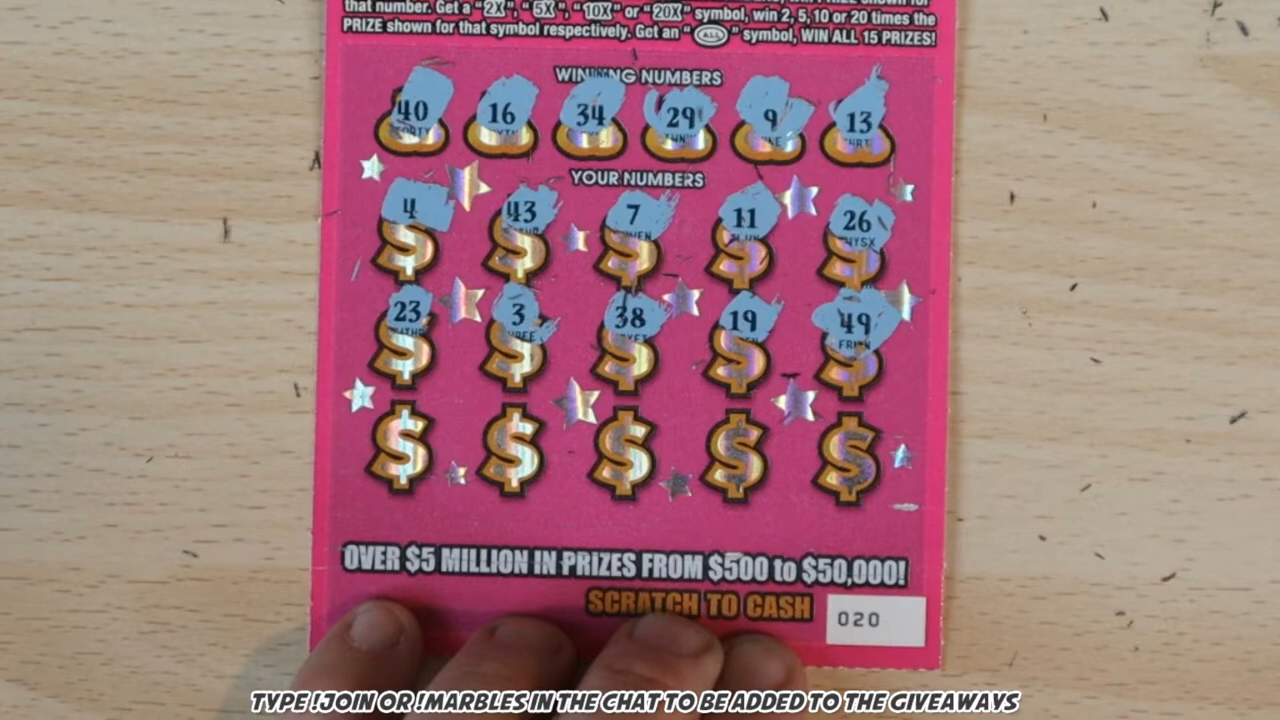 that number. Get a "2X", "5X", "10X" or "20X" symbol, win 2, 5, 10 or 20 times the
PRIZE shown for that symbol respectively. Get an "ALL" symbol, WIN ALL 15 PRIZES!
WINNING NUMBERS
40 16 34 29 9 13
YOUR NUMBERS
4 43 7 11 26
23 3 38 19 49
OVER $5 MILLION IN PRIZES FROM $500 to $50,000!
SCRATCH TO CASH 020
TYPE !JOIN OR !MARBLES IN THE CHAT TO BE ADDED TO THE GIVEAWAYS